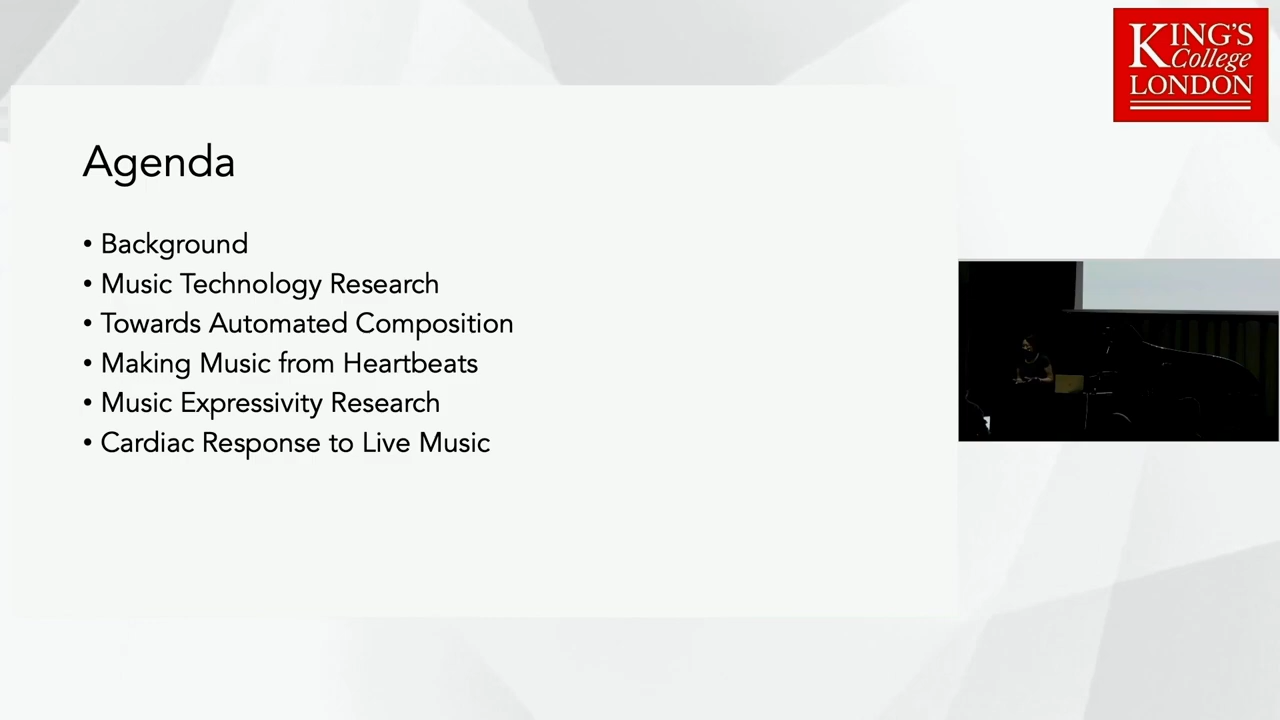 KING'S
College
LONDON
Agenda
• Background
• Music Technology Research
• Towards Automated Composition
• Making Music from Heartbeats
• Music Expressivity Research
• Cardiac Response to Live Music